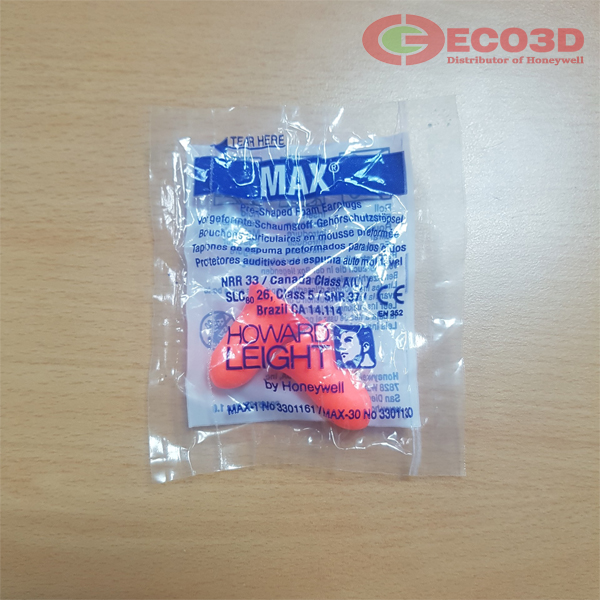 ECO3D
Distributor of Honeywell
TEAR HERE
MAX®
Pre-Shaped Foam Earplugs
Vorgeformte Schaumstoff-Gehörschutzstöpsel
Bouchons auriculaires en mousse préformée
Tapones de espuma preformados para los oídos
Protetores auditivos de espuma auto moldável
NRR 33 / Canada Class A(L) /
SLC80 26, Class 5 / SNR 37 / CE
Brazil CA 14.114 EN 352
HOWARD
LEIGHT
by Honeywell
MAX-1 No 3301161 / MAX-30 No 3301130